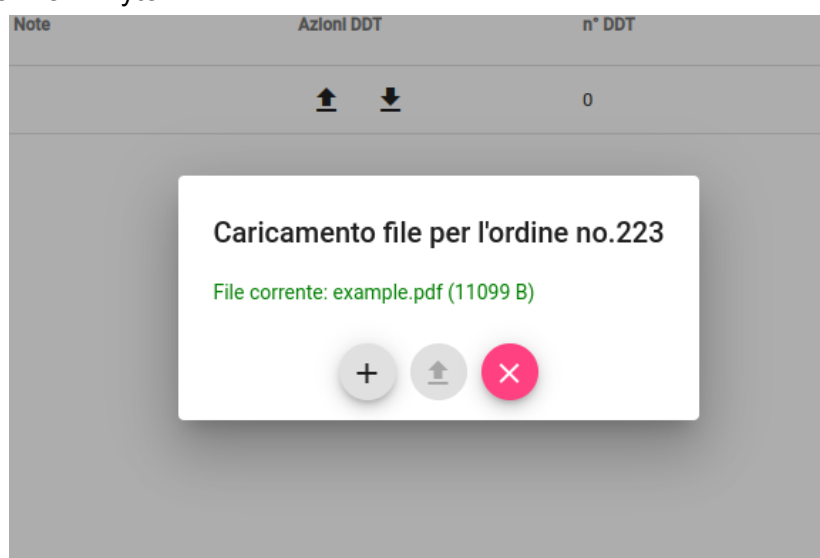 Note Azioni DDT n° DDT
0
Caricamento file per l'ordine no.223
File corrente: example.pdf (11099 B)